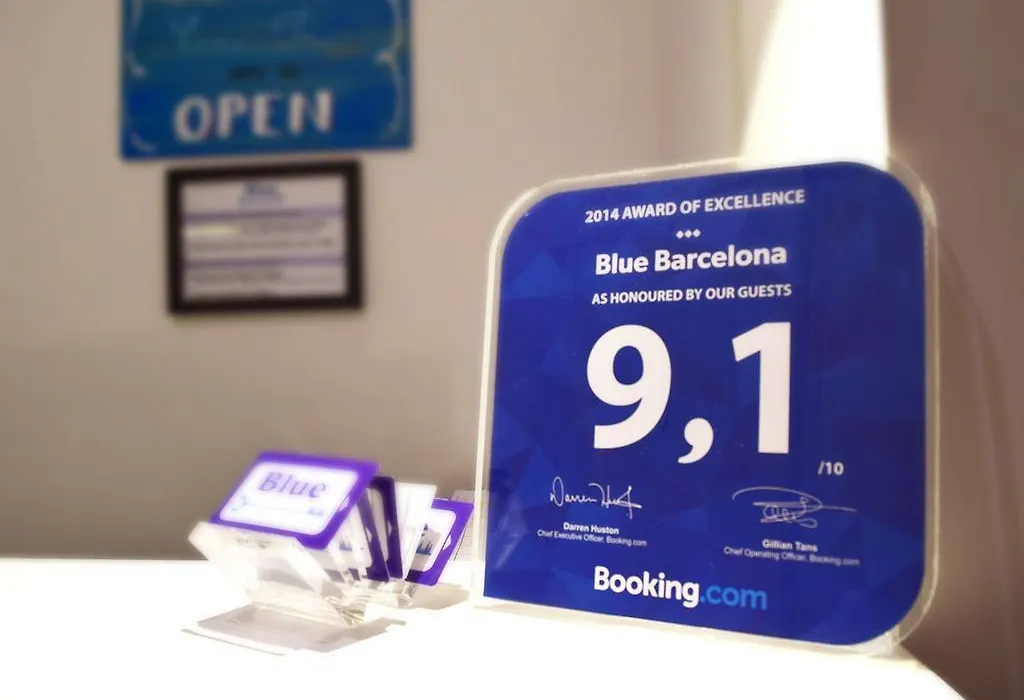 OPEN
2014 AWARD OF EXCELLENCE
Blue Barcelona
AS HONOURED BY OUR GUESTS
9,1
/10
Darren Huston
Chief Executive Officer, Booking.com
Gillian Tans
Chief Operating Officer, Booking.com
Booking.com
Blue